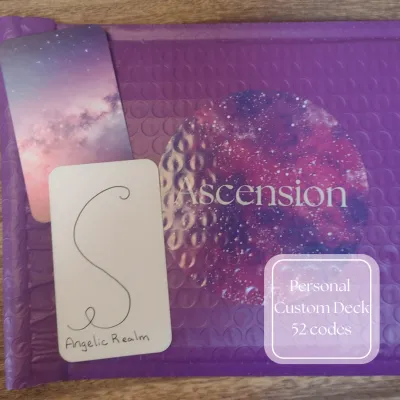 Ascension
Angelic Realm
Personal
Custom Deck
52 codes